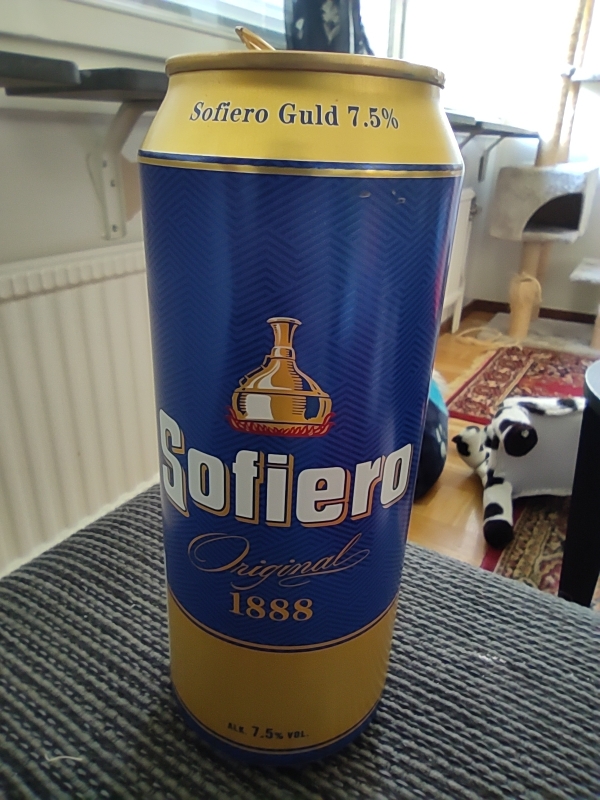 Sofiero Guld 7.5%
Sofiero
Original
1888
ALK. 7.5% VOL.